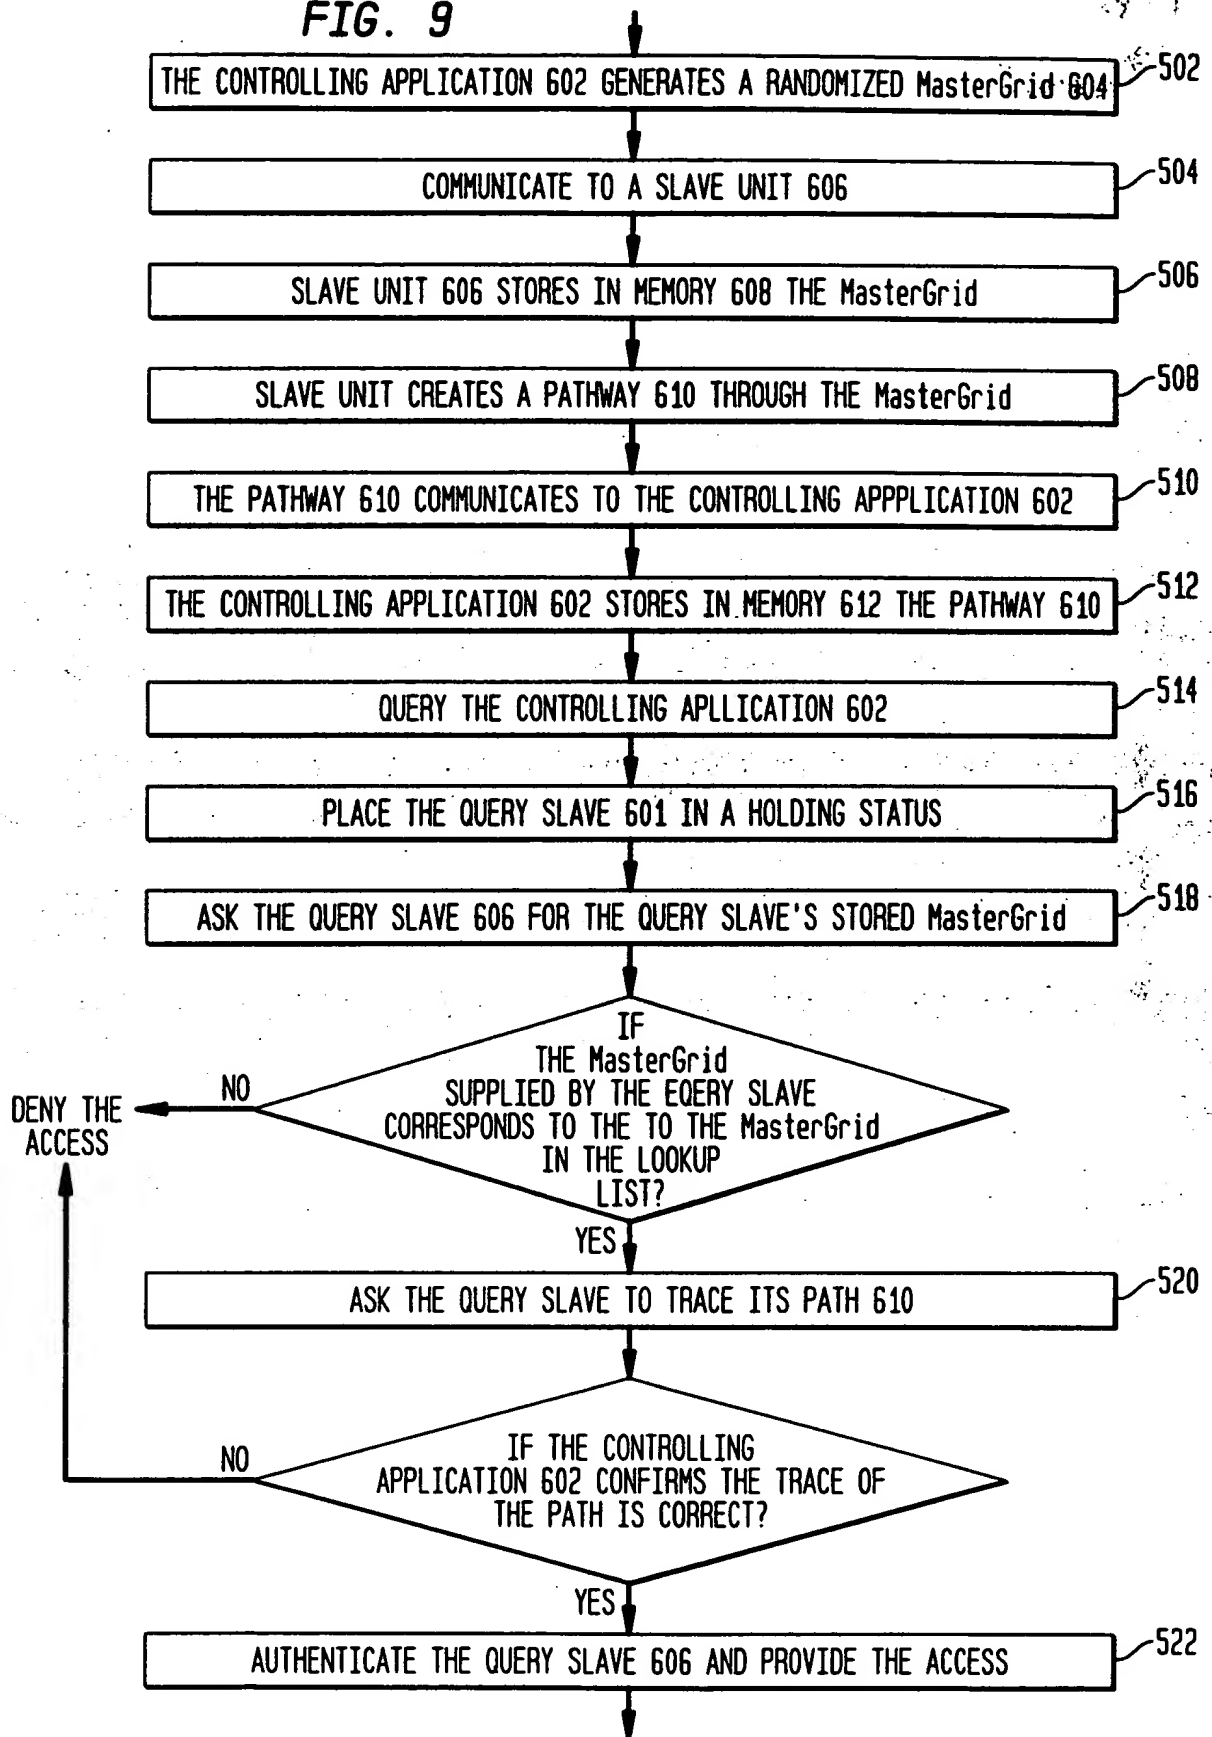 FIG. 9
THE CONTROLLING APPLICATION 602 GENERATES A RANDOMIZED MasterGrid 604
502
COMMUNICATE TO A SLAVE UNIT 606
504
SLAVE UNIT 606 STORES IN MEMORY 608 THE MasterGrid
506
SLAVE UNIT CREATES A PATHWAY 610 THROUGH THE MasterGrid
508
THE PATHWAY 610 COMMUNICATES TO THE CONTROLLING APPPLICATION 602
510
THE CONTROLLING APPLICATION 602 STORES IN MEMORY 612 THE PATHWAY 610
512
QUERY THE CONTROLLING APLLICATION 602
514
PLACE THE QUERY SLAVE 601 IN A HOLDING STATUS
516
ASK THE QUERY SLAVE 606 FOR THE QUERY SLAVE'S STORED MasterGrid
518
IF
THE MasterGrid
SUPPLIED BY THE EQERY SLAVE
CORRESPONDS TO THE TO THE MasterGrid
IN THE LOOKUP
LIST?
NO
DENY THE
ACCESS
YES
ASK THE QUERY SLAVE TO TRACE ITS PATH 610
520
IF THE CONTROLLING
APPLICATION 602 CONFIRMS THE TRACE OF
THE PATH IS CORRECT?
NO
YES
AUTHENTICATE THE QUERY SLAVE 606 AND PROVIDE THE ACCESS
522